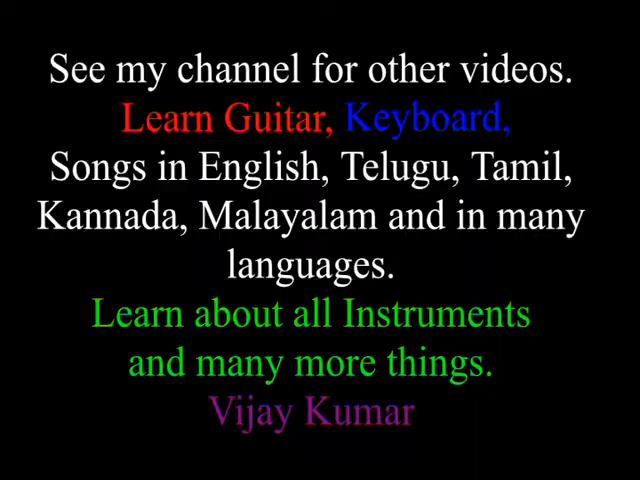 See my channel for other videos.
Learn Guitar, Keyboard,
Songs in English, Telugu, Tamil,
Kannada, Malayalam and in many
languages.
Learn about all Instruments
and many more things.
Vijay Kumar